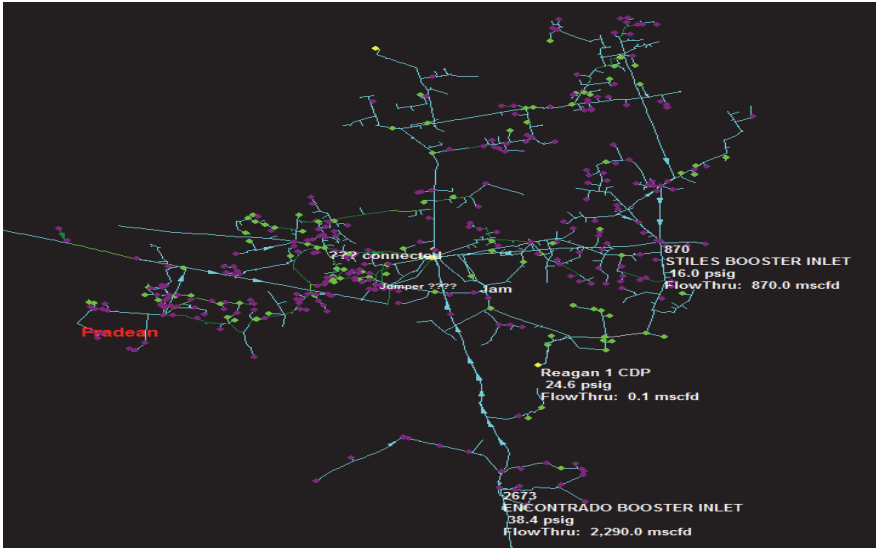 ??? connected
Jumper ????
Jam
870
STILES BOOSTER INLET
16.0 psig
FlowThru: 870.0 mscfd
Fradean
Reagan 1 CDP
24.6 psig
FlowThru: 0.1 mscfd
2673
ENCONTRADO BOOSTER INLET
38.4 psig
FlowThru: 2,290.0 mscfd